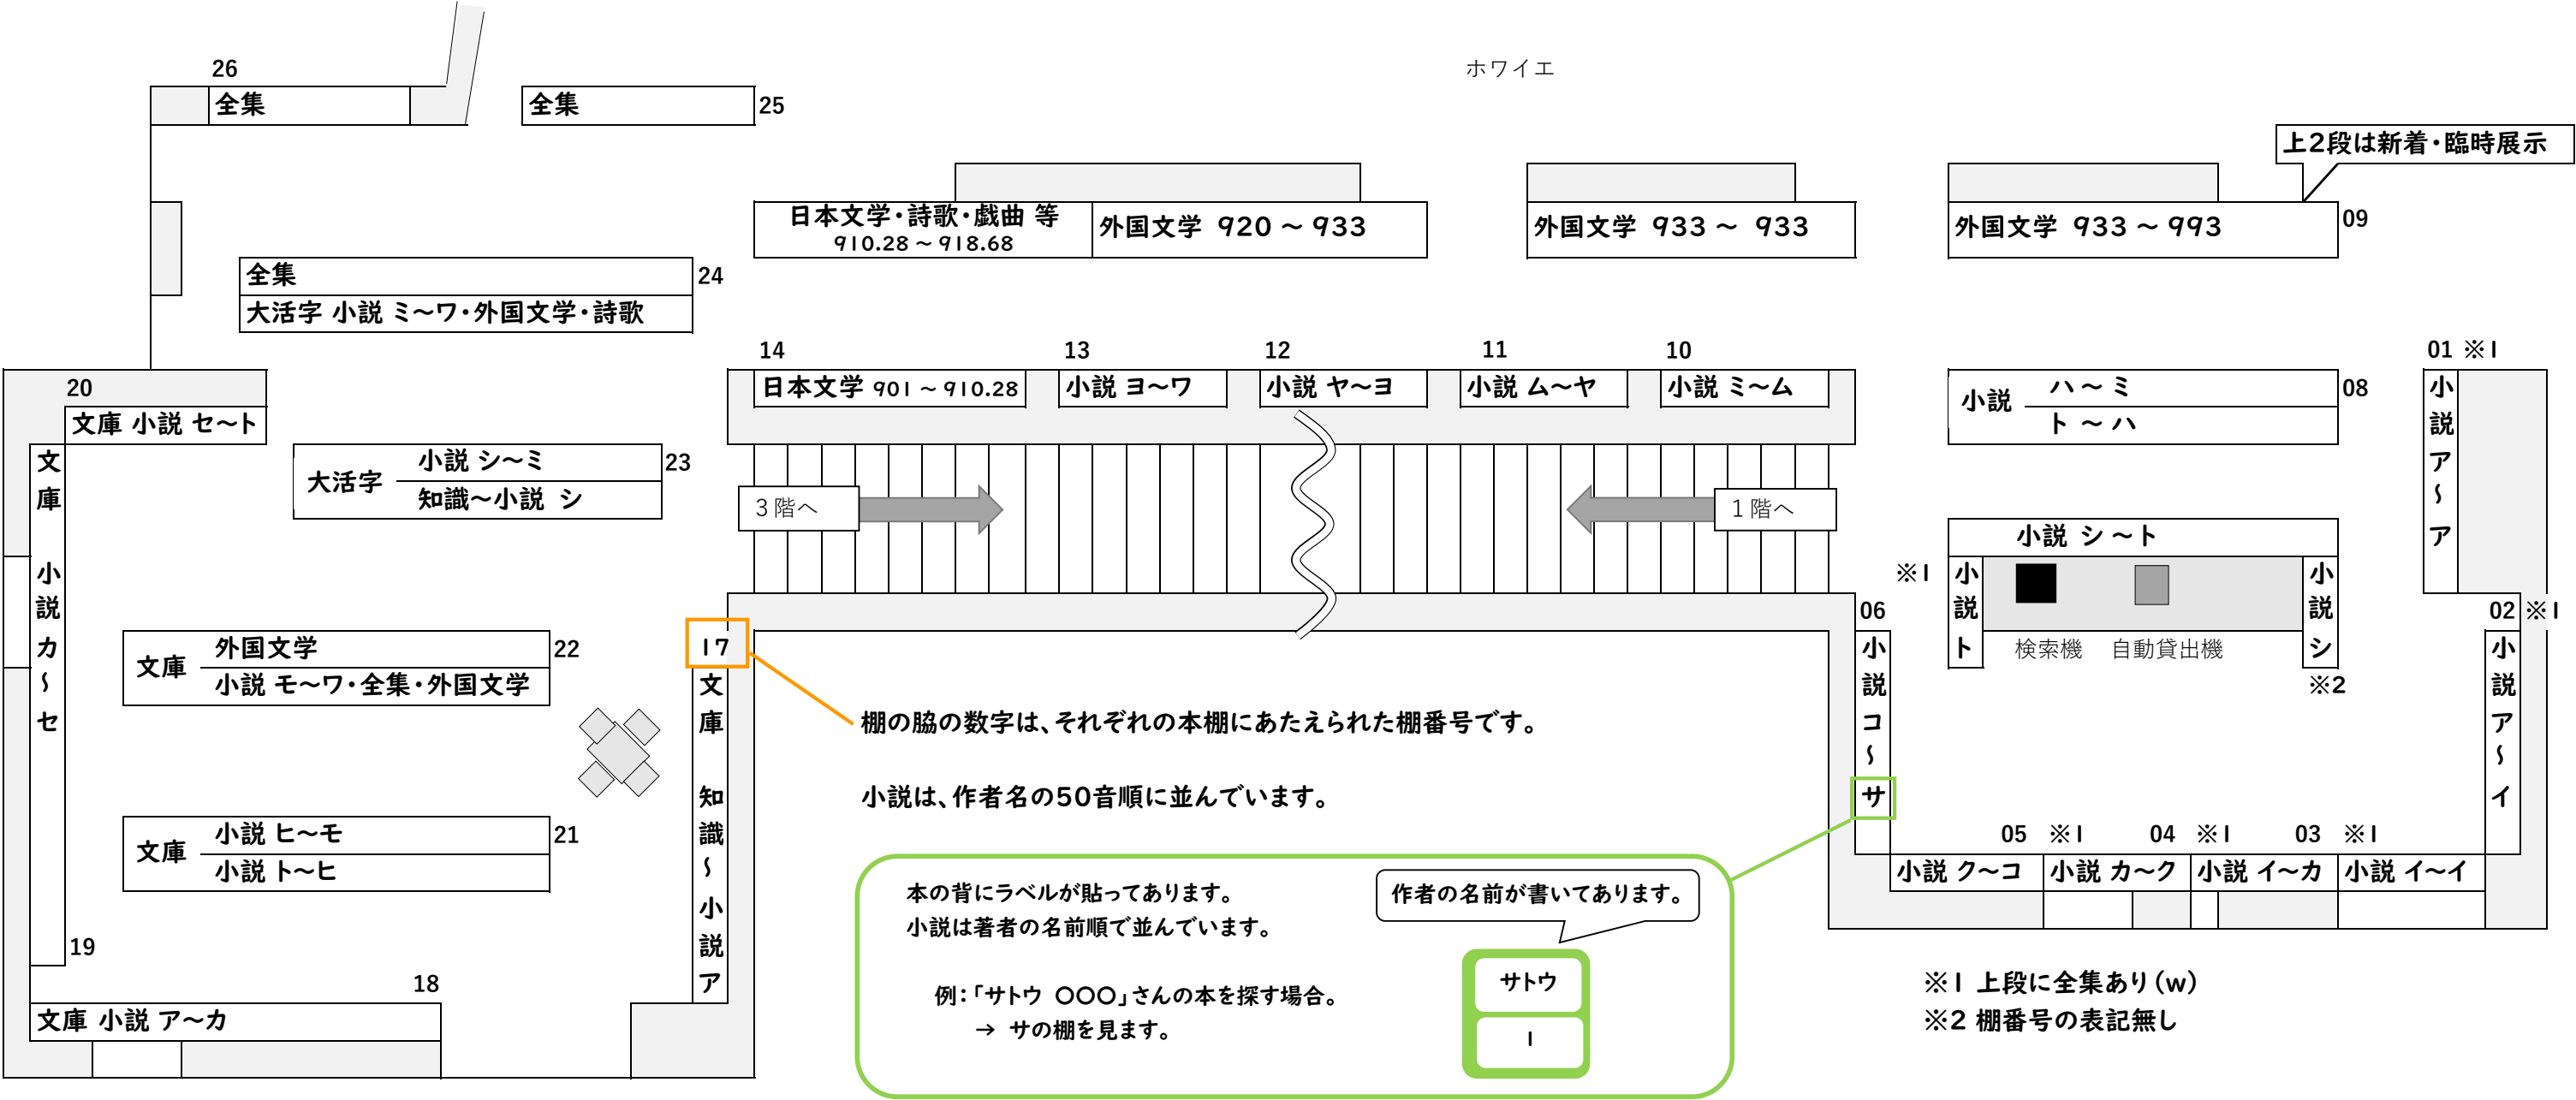 ホワイエ
26
全集
全集
25
上2段は新着・臨時展示
日本文学・詩歌・戯曲 等
910.28 ～ 918.68
外国文学 920 ～ 933
外国文学 933 ～ 933
外国文学 933 ～ 993
09
全集
24
大活字 小説 ミ～ワ・外国文学・詩歌
14
日本文学 901 ～ 910.28
13
小説 ヨ～ワ
12
小説 ヤ～ヨ
11
小説 ム～ヤ
10
小説 ミ～ム
小説
ハ ～ ミ
ト ～ ハ
08
01 ※1
小説ア～ア
20
文庫 小説 セ～ト
文庫 小説 カ～セ
19
大活字
小説 シ～ミ
知識～小説 シ
23
3階へ
1階へ
小説 シ ～ト
※1
小説ト
検索機
自動貸出機
小説シ
※2
02 ※1
小説ア～イ
06
小説コ～サ
文庫
外国文学
小説 モ～ワ・全集・外国文学
22
17
文庫 知識～小説ア
棚の脇の数字は、それぞれの本棚にあたえられた棚番号です。
小説は、作者名の50音順に並んでいます。
文庫
小説 ヒ～モ
小説 ト～ヒ
21
05 ※1
小説 ク～コ
04 ※1
小説 カ～ク
03 ※1
小説 イ～カ
小説 イ～イ
18
文庫 小説 ア～カ
本の背にラベルが貼ってあります。
小説は著者の名前順で並んでいます。
例：「サトウ 〇〇〇」さんの本を探す場合。
→ サの棚を見ます。
作者の名前が書いてあります。
サトウ
1
※1 上段に全集あり(w)
※2 棚番号の表記無し